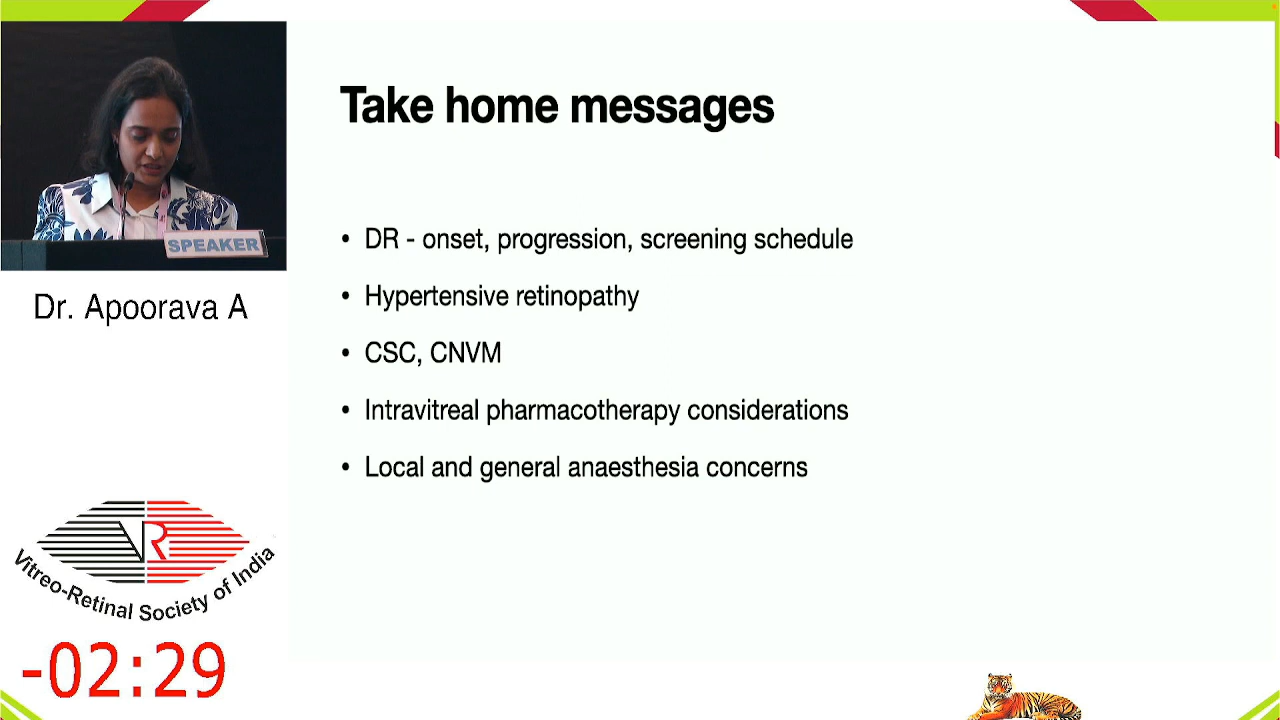 Take home messages
SPEAKER
Dr. Apoorava A
• DR - onset, progression, screening schedule
• Hypertensive retinopathy
• CSC, CNVM
• Intravitreal pharmacotherapy considerations
• Local and general anaesthesia concerns
VR
Vitreo-Retinal Society of India
-02:29